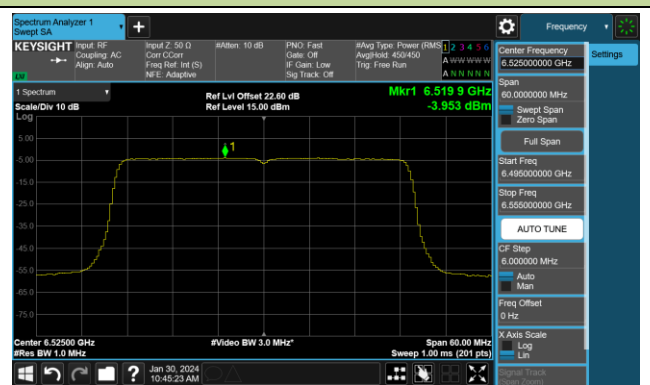 Spectrum Analyzer 1
Swept SA
Frequency
KEYSIGHT
Input: RF
Coupling: AC
Align: Auto
Input Z: 50 Ω
Corr CCorr
Freq Ref: Int (S)
NFE: Adaptive
#Atten: 10 dB
PNO: Fast
Gate: Off
IF Gain: Low
Sig Track: Off
#Avg Type: Power (RMS
Avg|Hold: 450/450
Trig: Free Run
1 2 3 4 5 6
A W W W W W
A N N N N N
LW
1 Spectrum
Scale/Div 10 dB
Ref Lvl Offset 22.60 dB
Ref Level 15.00 dBm
Mkr1 6.519 9 GHz
-3.953 dBm
Log
5.00
-5.00
-15.0
-25.0
-35.0
-45.0
-55.0
-65.0
-75.0
1
Center 6.52500 GHz
#Res BW 1.0 MHz
#Video BW 3.0 MHz*
Span 60.00 MHz
Sweep 1.00 ms (201 pts)
Center Frequency
6.525000000 GHz
Settings
Span
60.0000000 MHz
Swept Span
Zero Span
Full Span
Start Freq
6.495000000 GHz
Stop Freq
6.555000000 GHz
AUTO TUNE
CF Step
6.000000 MHz
Auto
Man
Freq Offset
0 Hz
X Axis Scale
Log
Lin
Signal Track
(Span Zoom)
?
Jan 30, 2024
10:45:23 AM